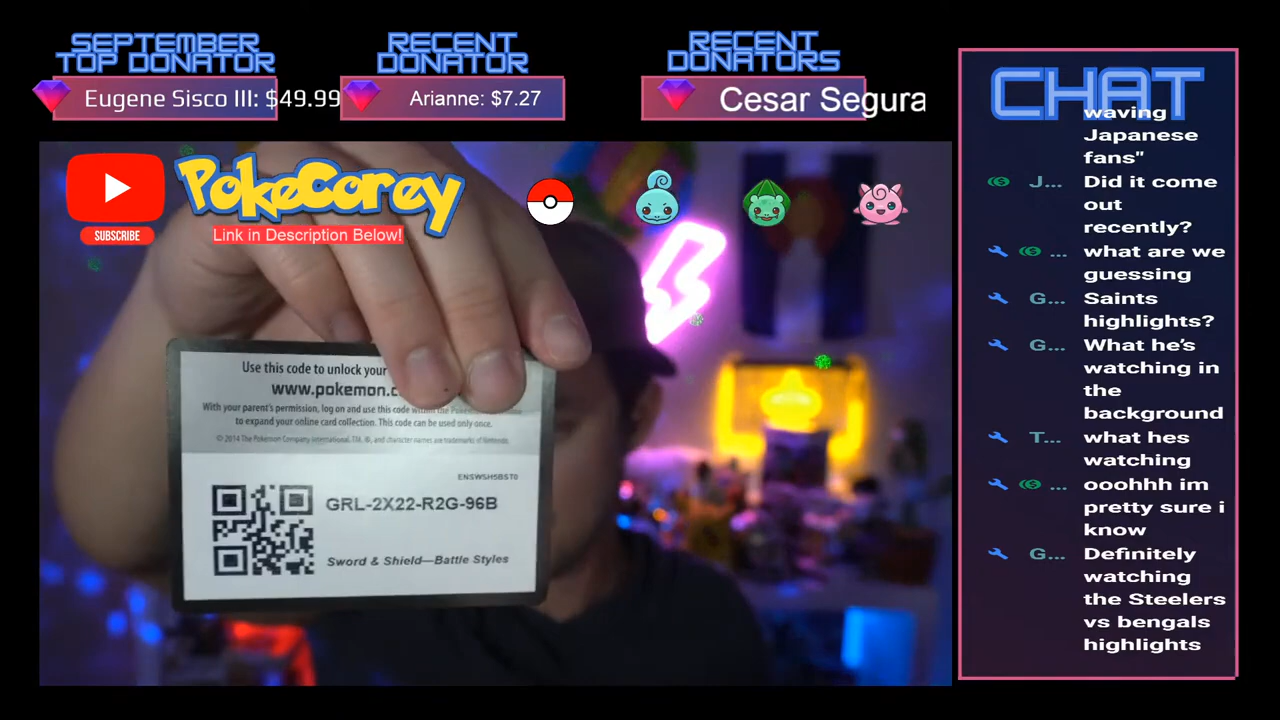 SEPTEMBER
TOP DONATOR
Eugene Sisco III: $49.99
RECENT
DONATOR
Arianne: $7.27
RECENT
DONATORS
Cesar Segura
SUBSCRIBE
PokeCorey
Link in Description Below!
Use this code to unlock your
www.pokemon.c
With your parent's permission, log on and use this code within the
to expand your online card collection. This code can be used only once.
© 2014 The Pokémon Company International. TM, ®, and character names are trademarks of Nintendo.
ENSWSH5BST0
GRL-2X22-R2G-96B
Sword & Shield—Battle Styles
CHAT
waving
Japanese
fans"
J... Did it come
out
recently?
... what are we
guessing
G... Saints
highlights?
G... What he's
watching in
the
background
T... what hes
watching
... ooohhh im
pretty sure i
know
G... Definitely
watching
the Steelers
vs bengals
highlights